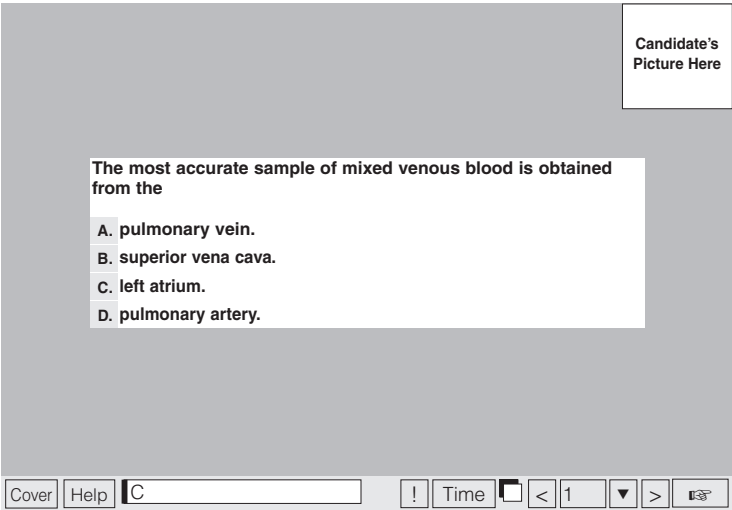 Candidate's
Picture Here
The most accurate sample of mixed venous blood is obtained
from the
A. pulmonary vein.
B. superior vena cava.
C. left atrium.
D. pulmonary artery.
Cover Help C ! Time < 1 ▼ > ☞